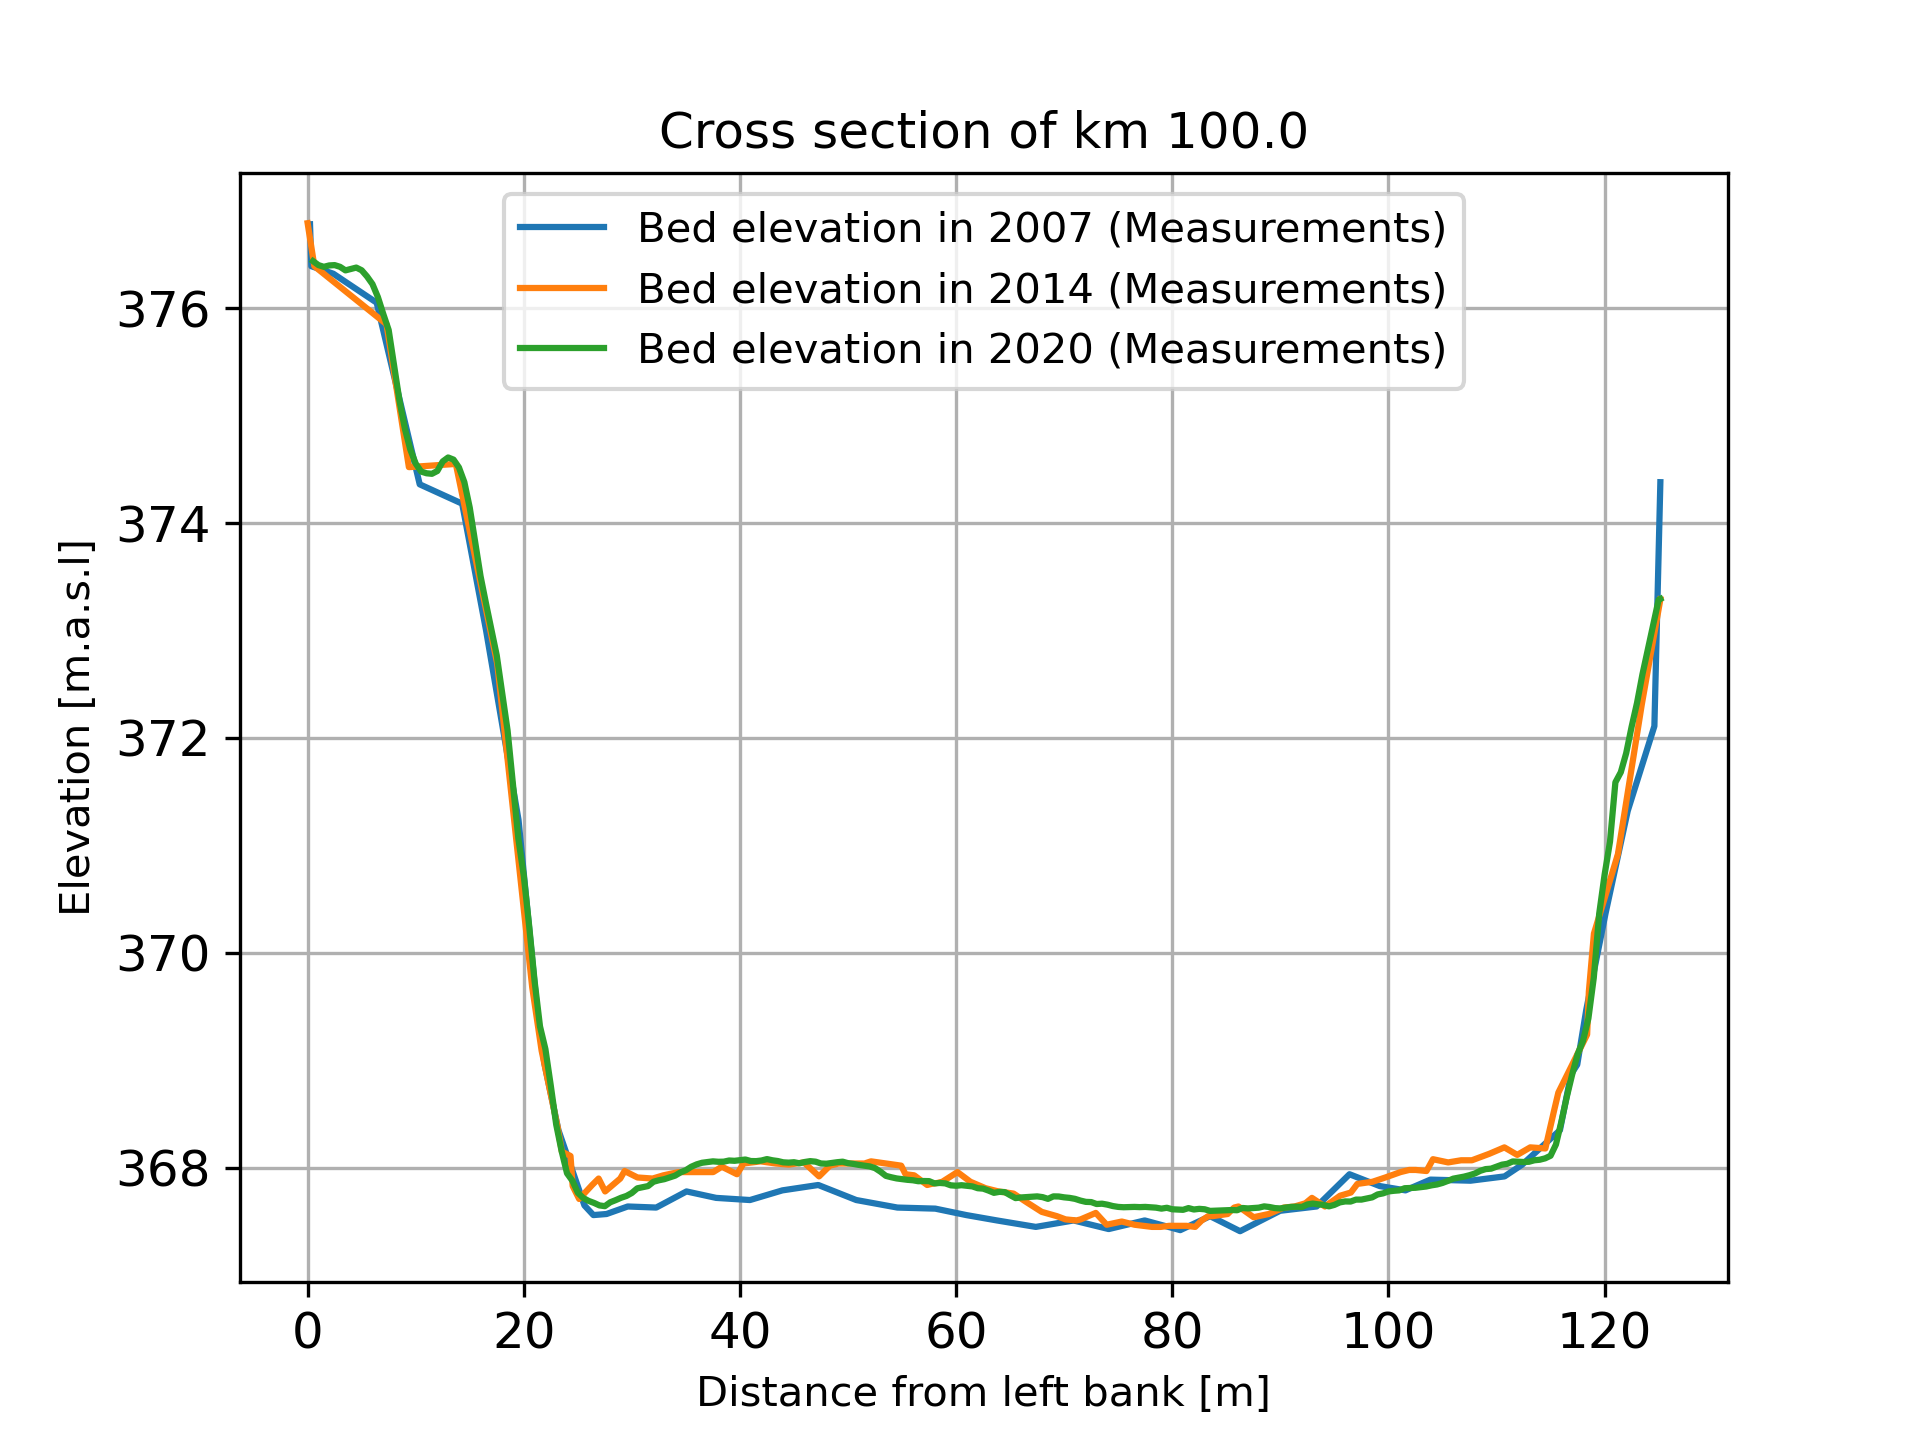 Cross section of km 100.0
Bed elevation in 2007 (Measurements)
Bed elevation in 2014 (Measurements)
Bed elevation in 2020 (Measurements)
Elevation [m.a.s.l]
376
374
372
370
368
0 20 40 60 80 100 120
Distance from left bank [m]